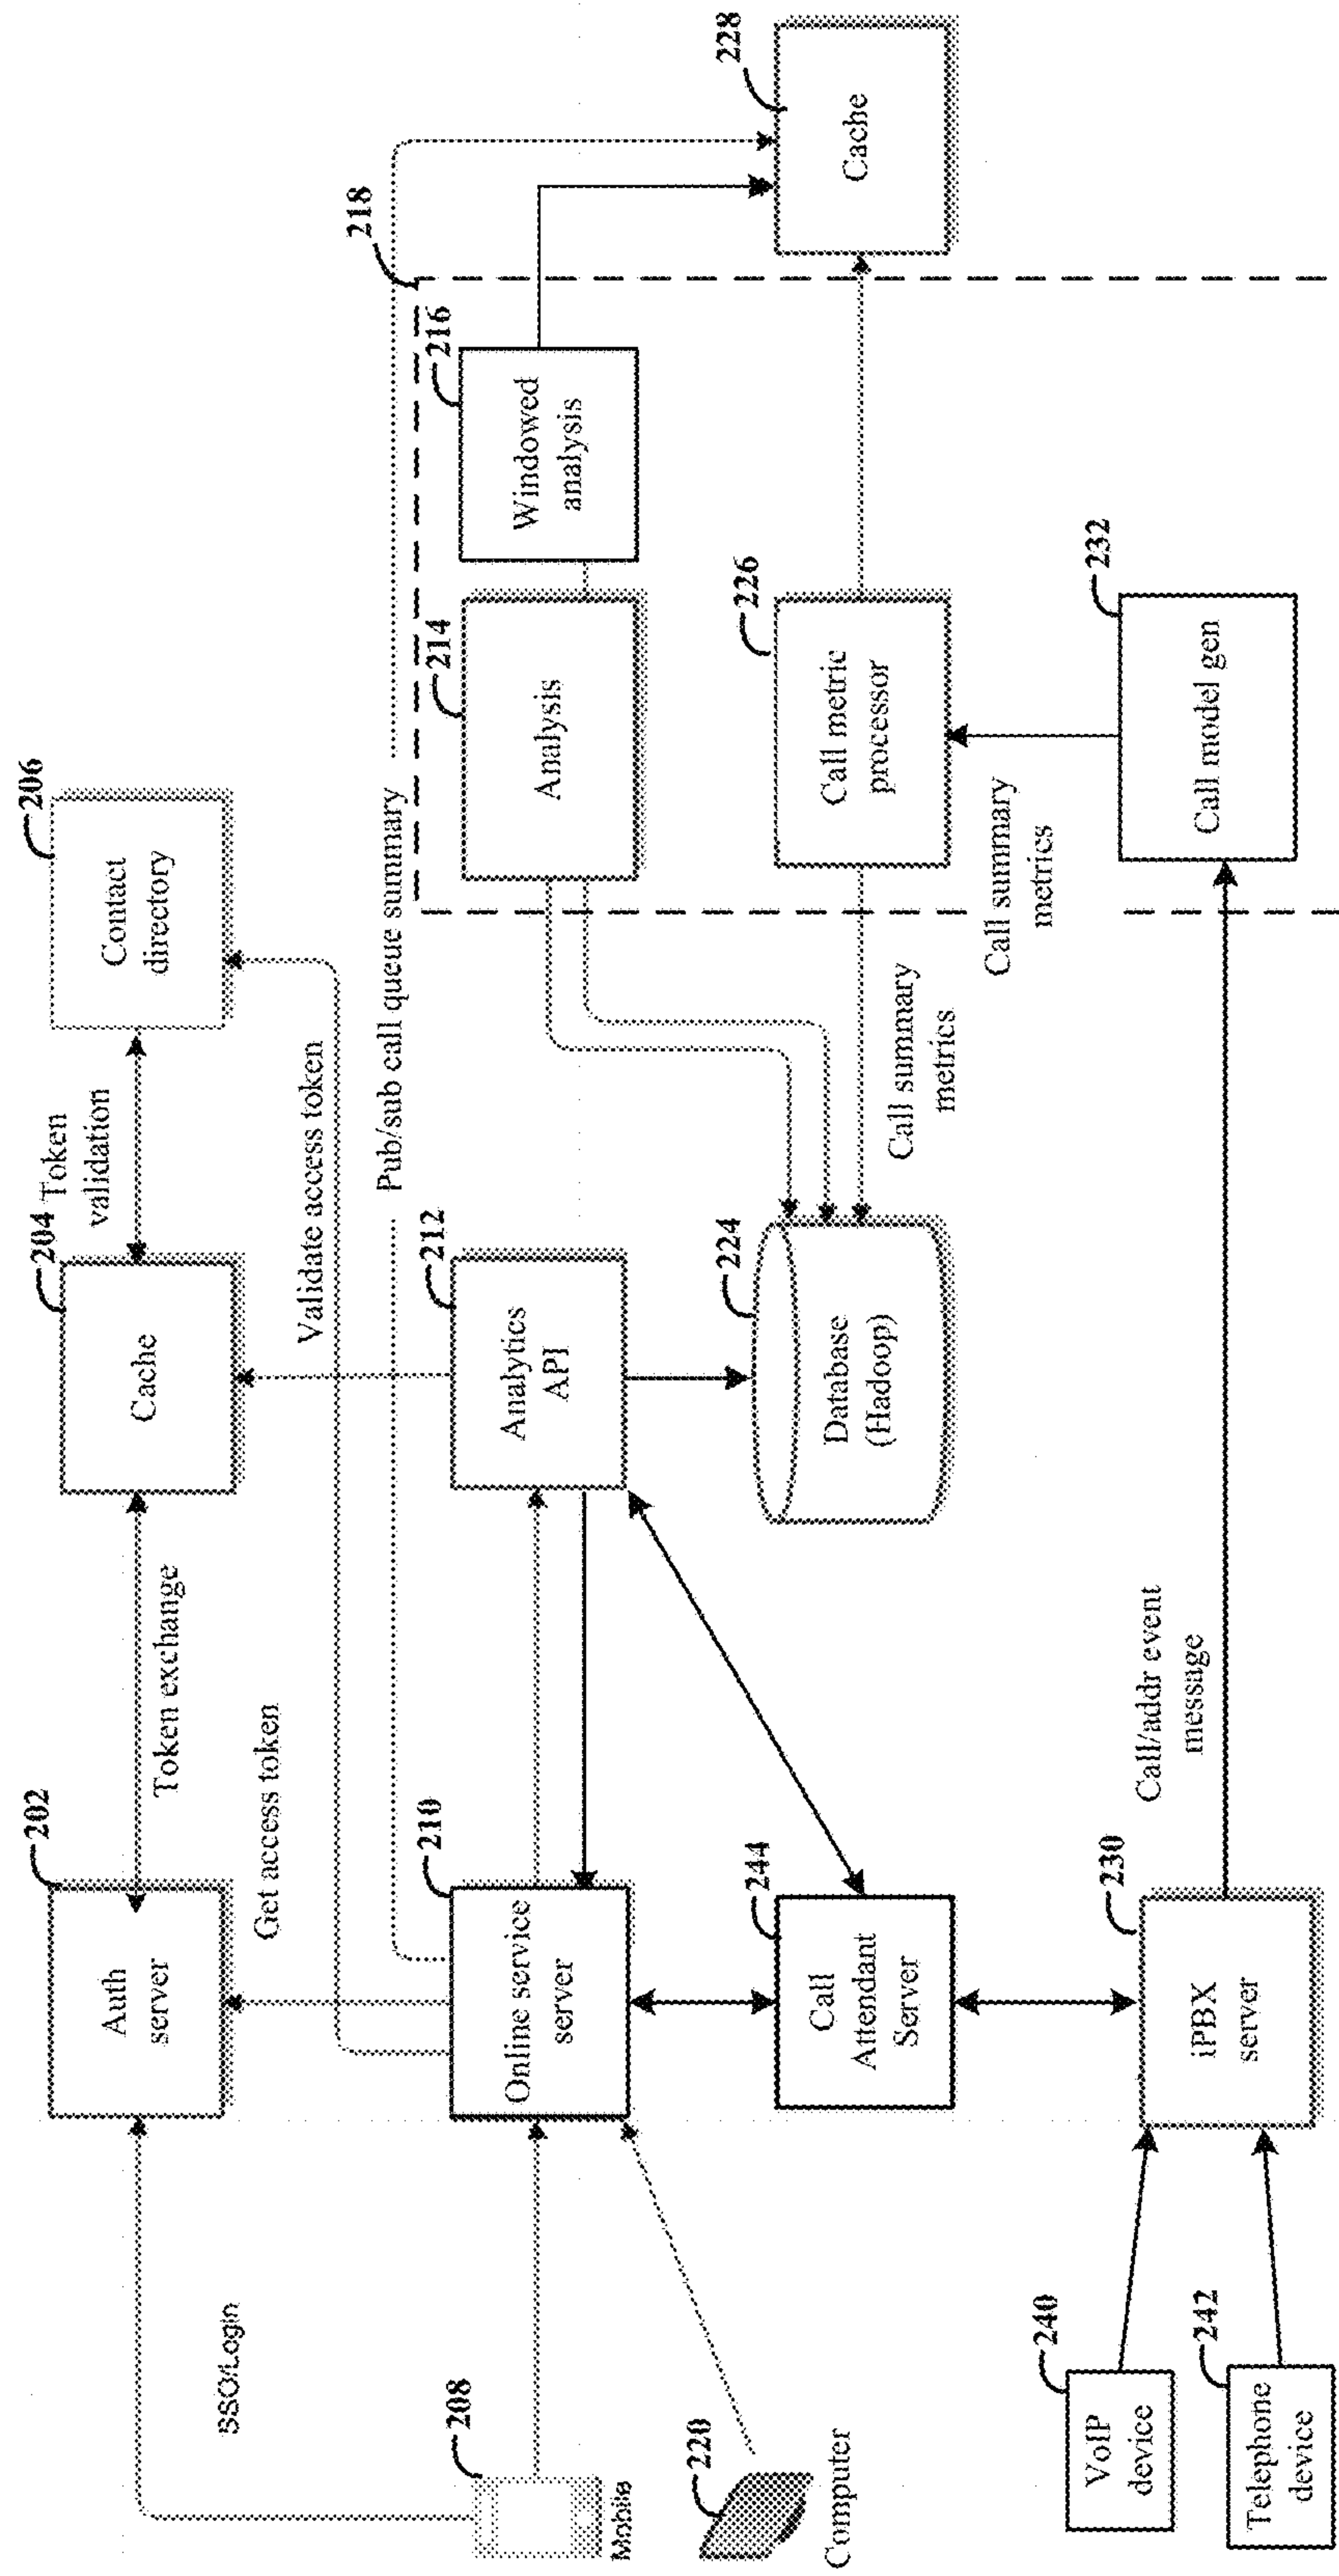 202
Auth
server
Token exchange
204
Cache
Token
validation
206
Contact
directory
SSO/Login
Get access token
Validate access token
Pub/sub call queue summary
208
Mobile
210
Online service
server
212
Analytics
API
214
Analysis
216
Windowed
analysis
218
220
Computer
244
Call
Attendant
Server
224
Database
(Hadoop)
Call summary
metrics
226
Call metric
processor
228
Cache
Call summary
metrics
240
VoIP
device
242
Telephone
device
230
iPBX
server
Call/addr event
message
232
Call model gen